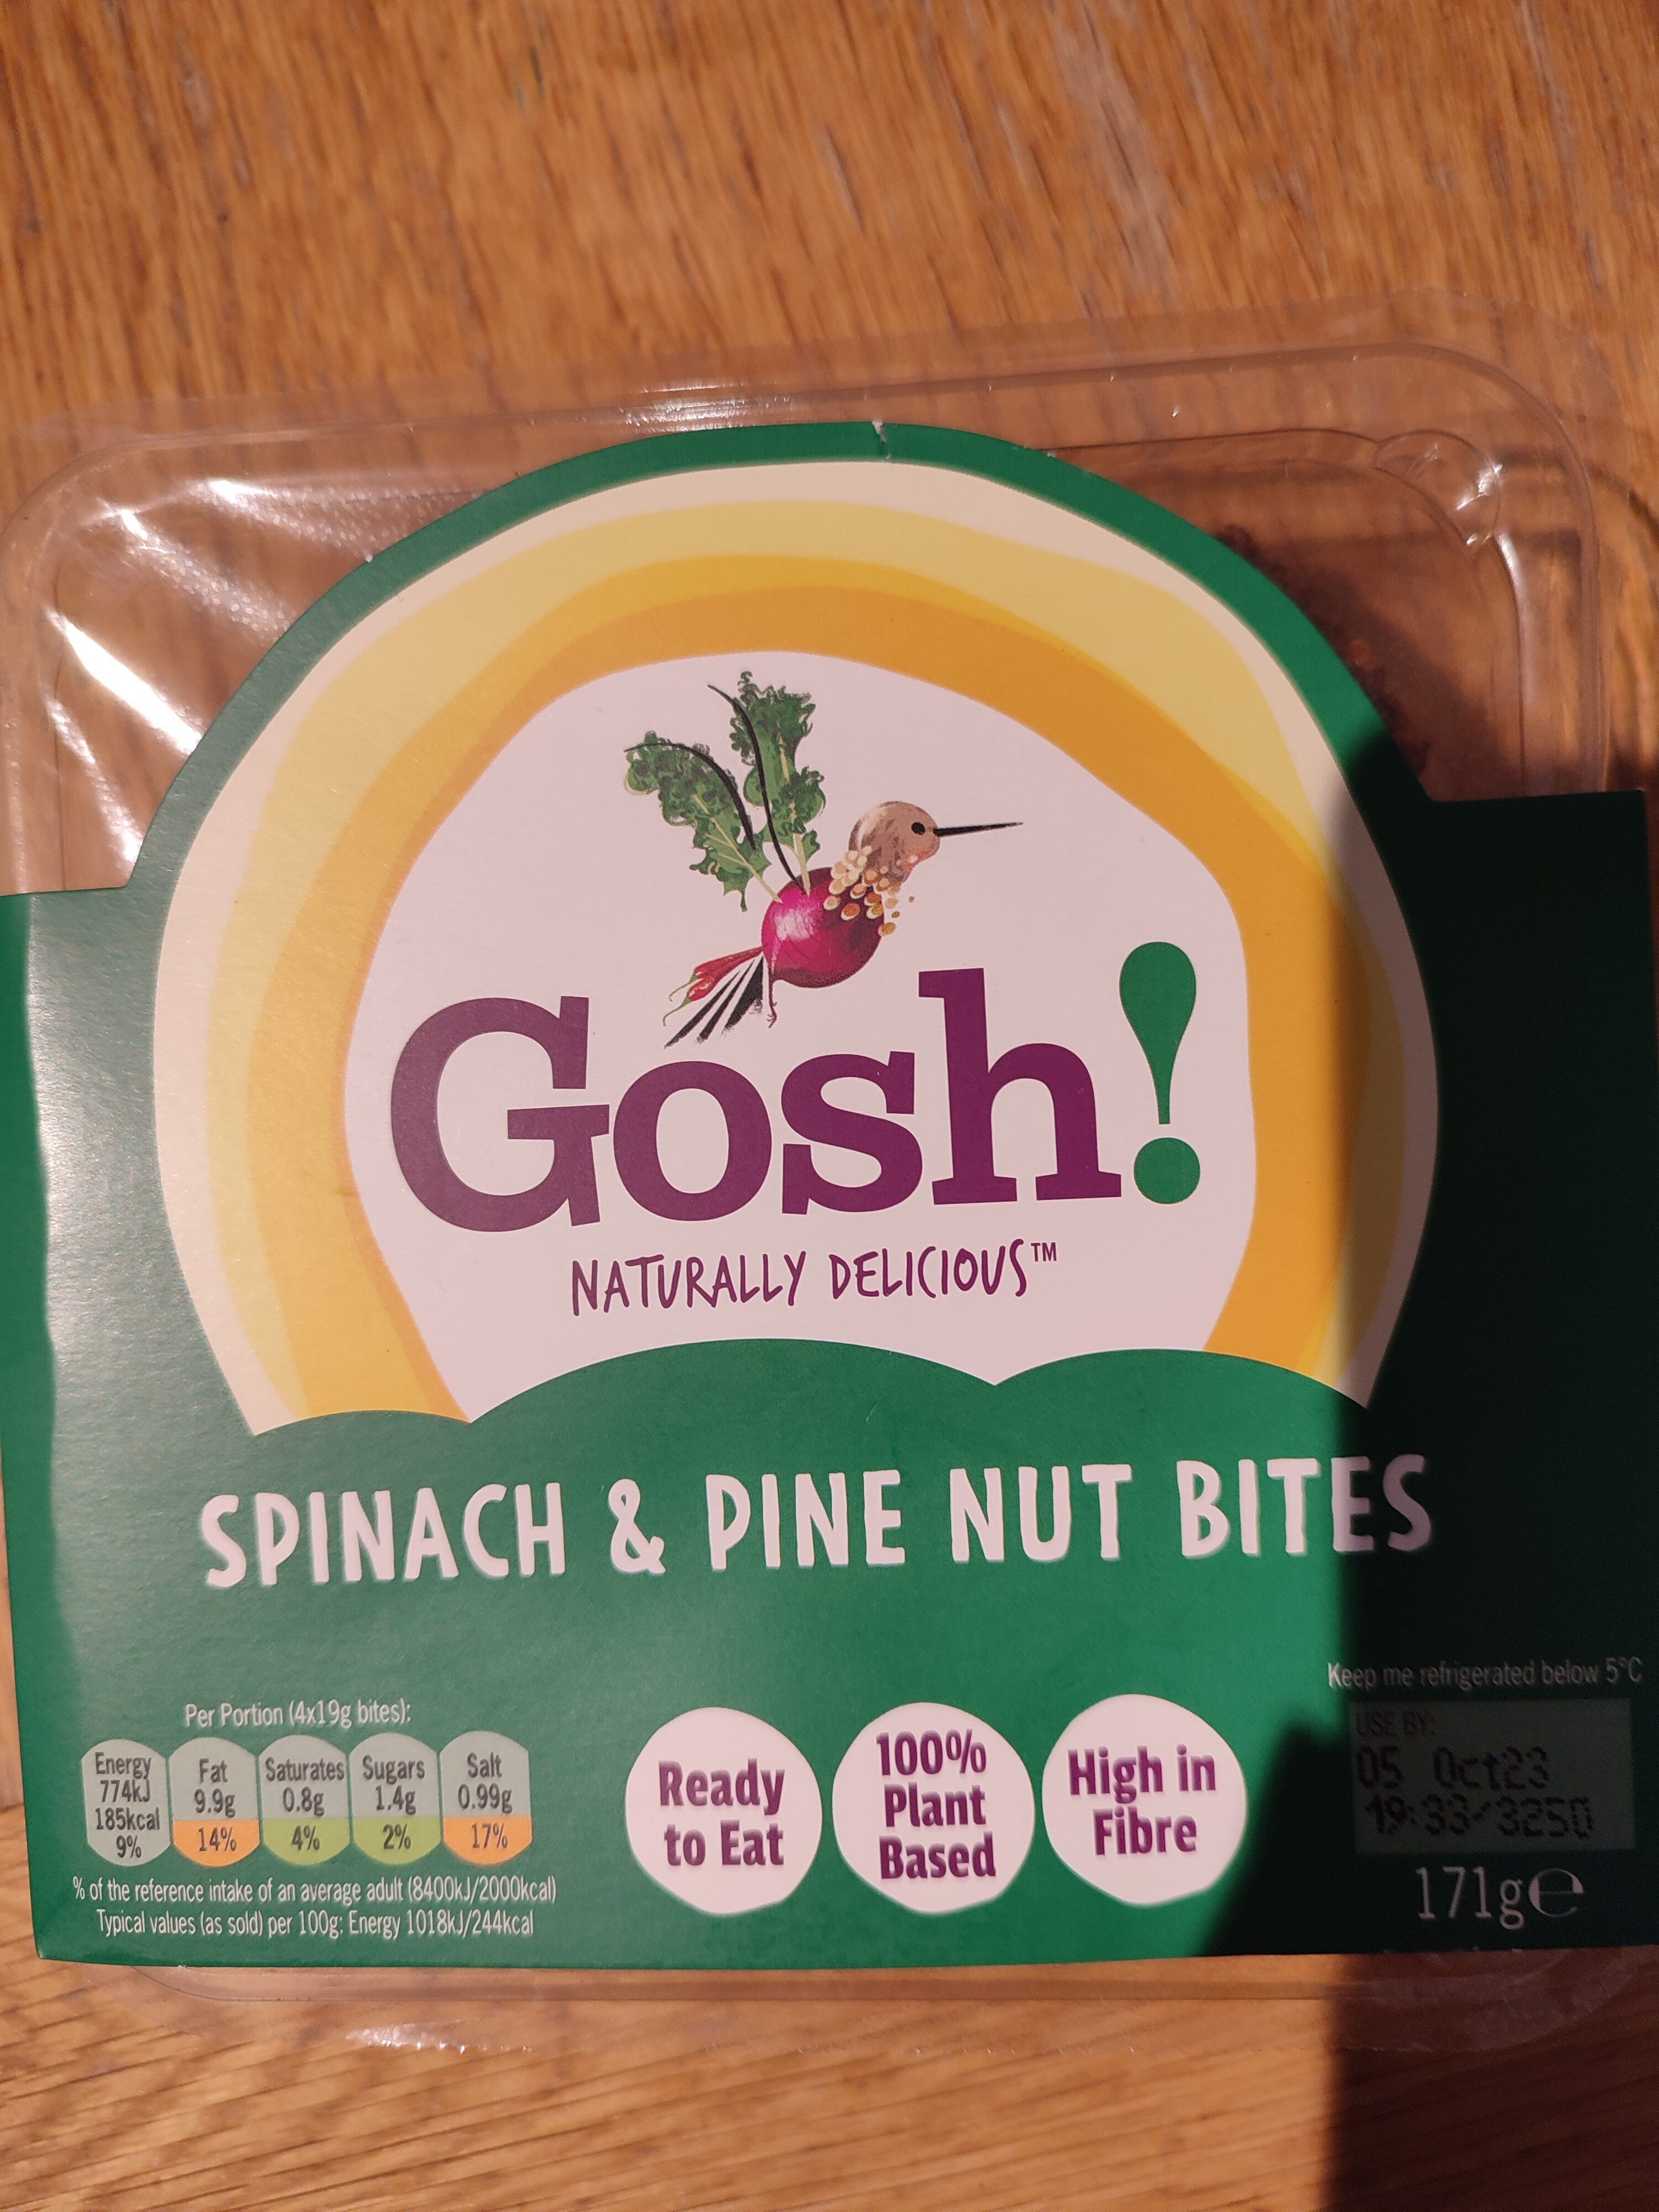 Gosh!
NATURALLY DELICIOUS™
SPINACH & PINE NUT BITES
Keep me refrigerated below 5°C
USE BY:
05 Oct23
19:33/3250
171g℮
Per Portion (4x19g bites):
Energy
774kJ
185kcal
9%
Fat
9.9g
14%
Saturates
0.8g
4%
Sugars
1.4g
2%
Salt
0.99g
17%
% of the reference intake of an average adult (8400kJ/2000kcal)
Typical values (as sold) per 100g: Energy 1018kJ/244kcal
Ready
to Eat
100%
Plant
Based
High in
Fibre